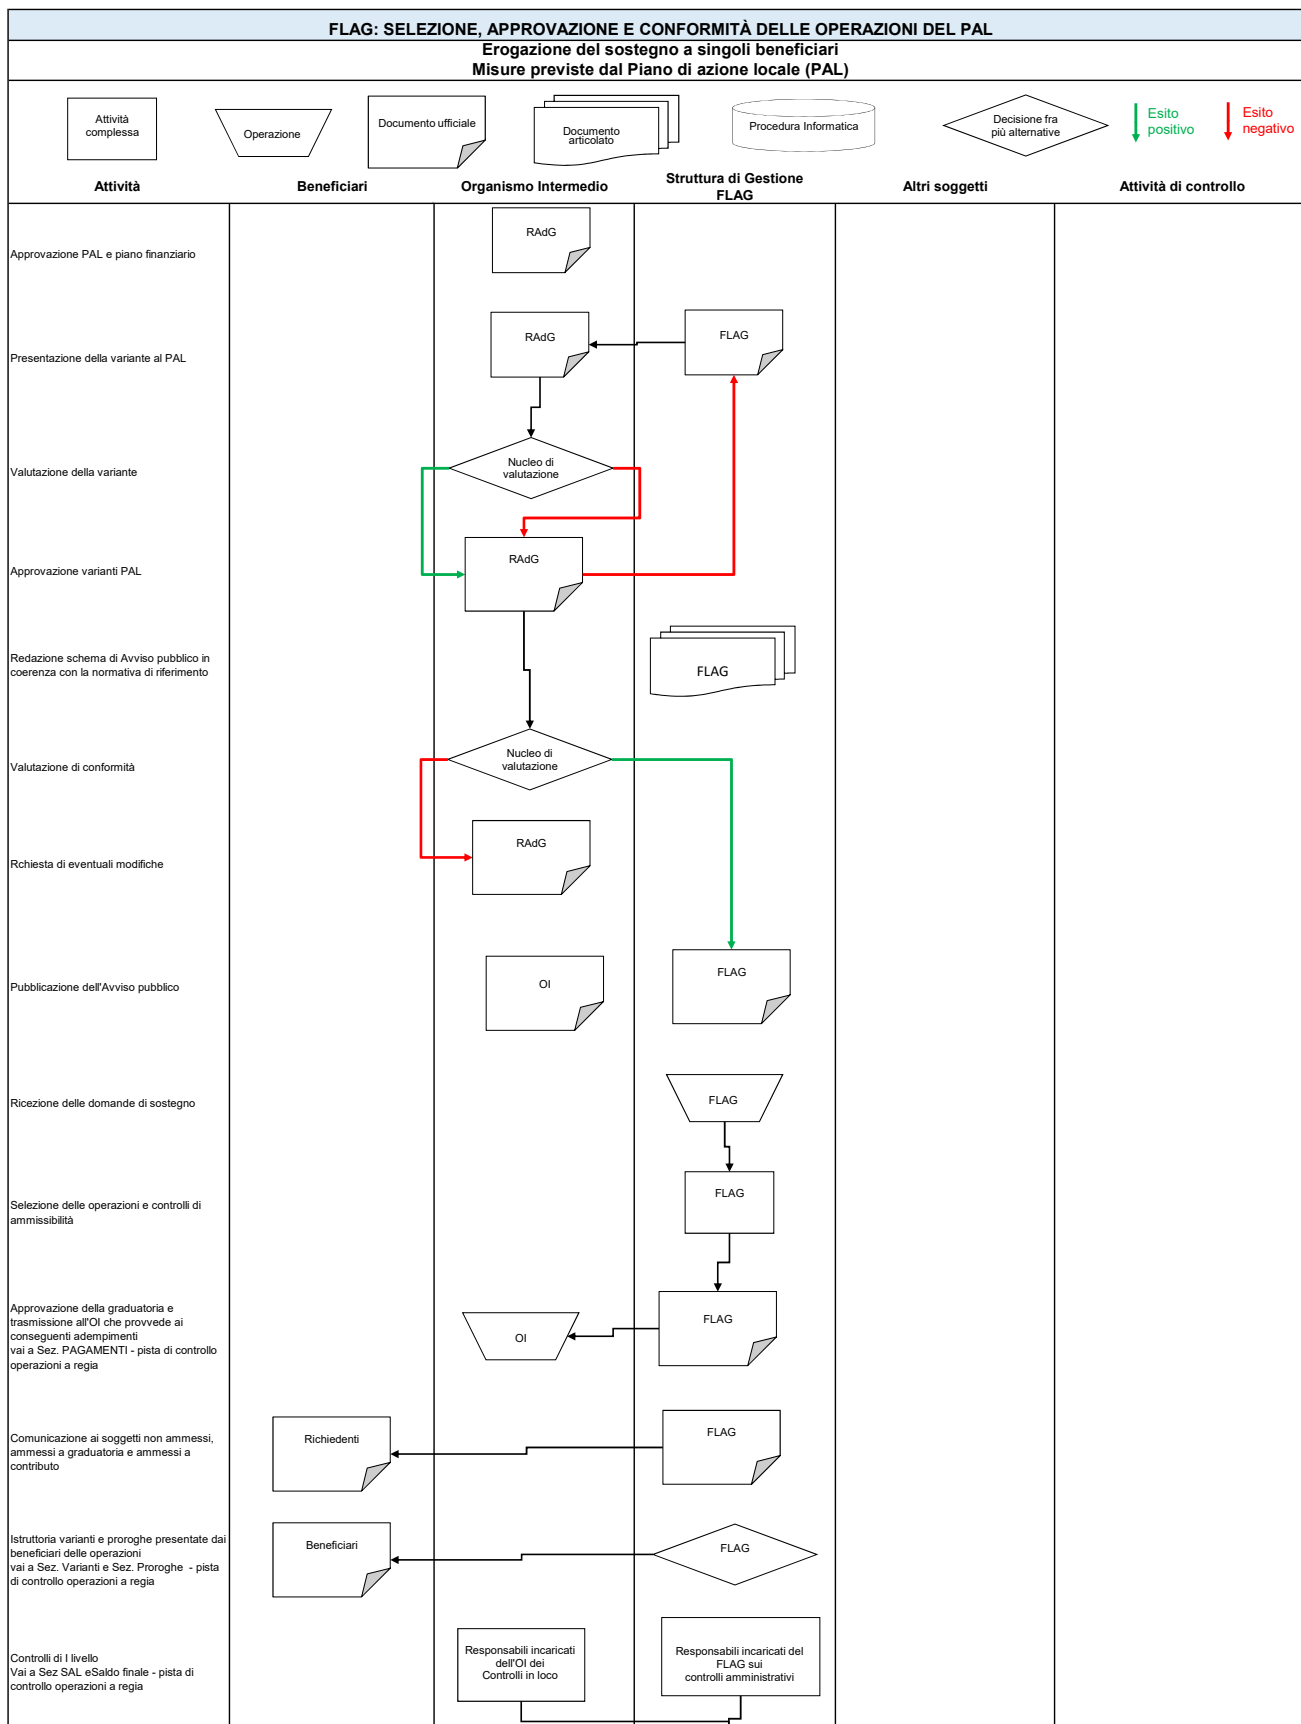 FLAG: SELEZIONE, APPROVAZIONE E CONFORMITÀ DELLE OPERAZIONI DEL PAL
Erogazione del sostegno a singoli beneficiari
Misure previste dal Piano di azione locale (PAL)
Attività
complessa
Operazione
Documento ufficiale
Documento
articolato
Procedura Informatica
Decisione fra
più alternative
Esito
positivo
Esito
negativo
Attività
Beneficiari
Organismo Intermedio
Struttura di Gestione
FLAG
Altri soggetti
Attività di controllo
Approvazione PAL e piano finanziario
RAdG
Presentazione della variante al PAL
RAdG
FLAG
Valutazione della variante
Nucleo di
valutazione
Approvazione varianti PAL
RAdG
Redazione schema di Avviso pubblico in
coerenza con la normativa di riferimento
FLAG
Valutazione di conformità
Nucleo di
valutazione
Rchiesta di eventuali modifiche
RAdG
Pubblicazione dell'Avviso pubblico
OI
FLAG
Ricezione delle domande di sostegno
FLAG
Selezione delle operazioni e controlli di
ammissibilità
FLAG
Approvazione della graduatoria e
trasmissione all'OI che provvede ai
conseguenti adempimenti
vai a Sez. PAGAMENTI - pista di controllo
operazioni a regia
OI
FLAG
Comunicazione ai soggetti non ammessi,
ammessi a graduatoria e ammessi a
contributo
Richiedenti
FLAG
Istruttoria varianti e proroghe presentate dai
beneficiari delle operazioni
vai a Sez. Varianti e Sez. Proroghe - pista
di controllo operazioni a regia
Beneficiari
FLAG
Controlli di I livello
Vai a Sez SAL eSaldo finale - pista di
controllo operazioni a regia
Responsabili incaricati
dell'OI dei
Controlli in loco
Responsabili incaricati del
FLAG sui
controlli amministrativi